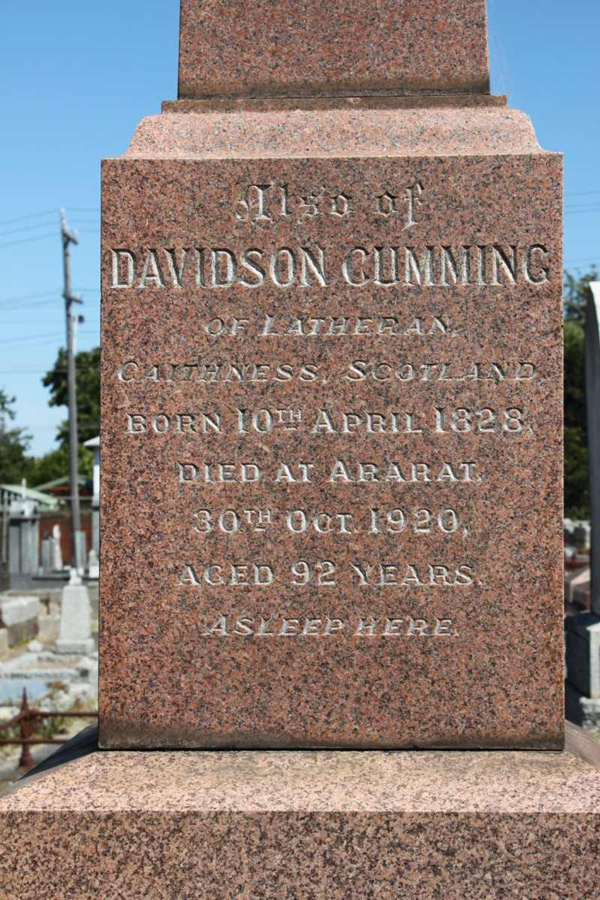 Also of
DAVIDSON CUMMING
OF LATHERAN,
CAITHNESS, SCOTLAND,
BORN 10TH APRIL 1828,
DIED AT ARARAT,
30TH OCT. 1920,
AGED 92 YEARS.
ASLEEP HERE.